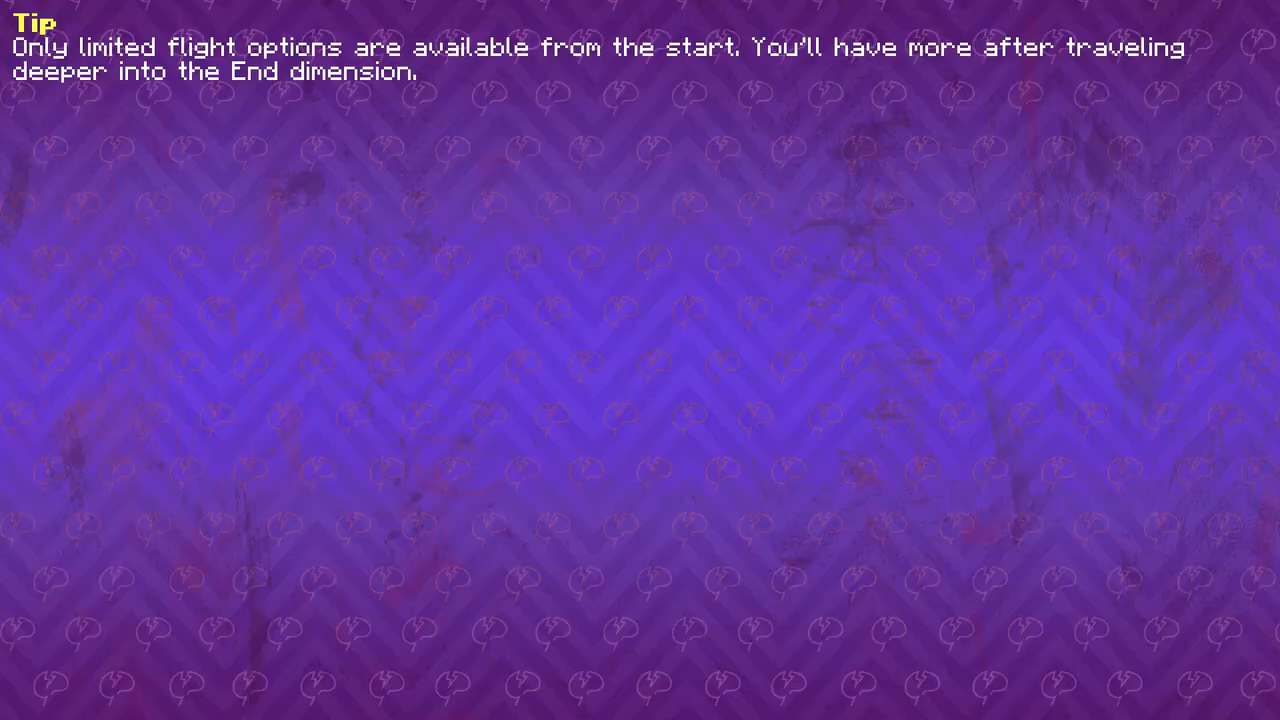 Tip
Only limited flight options are available from the start. You'll have more after traveling
deeper into the End dimension.